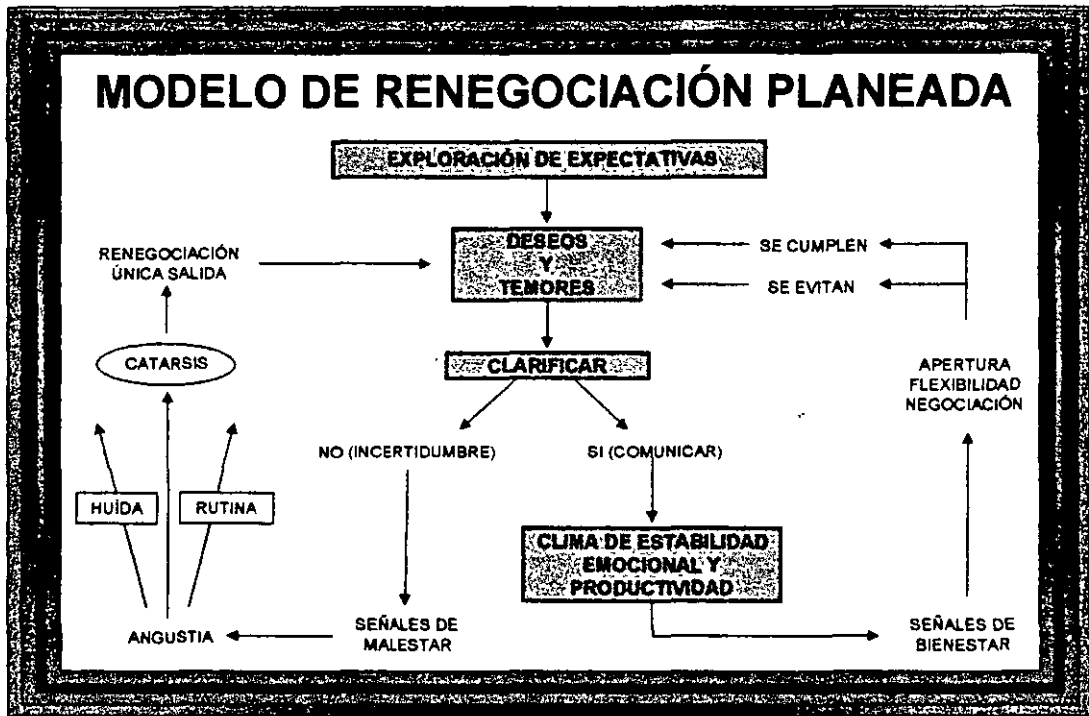 MODELO DE RENEGOCIACIÓN PLANEADA
EXPLORACIÓN DE EXPECTATIVAS
DESEOS
Y
TEMORES
RENEGOCIACIÓN
ÚNICA SALIDA
SE CUMPLEN
SE EVITAN
CATARSIS
CLARIFICAR
APERTURA
FLEXIBILIDAD
NEGOCIACIÓN
NO (INCERTIDUMBRE)
SI (COMUNICAR)
HUÍDA
RUTINA
CLIMA DE ESTABILIDAD
EMOCIONAL Y
PRODUCTIVIDAD
ANGUSTIA
SEÑALES DE
MALESTAR
SEÑALES DE
BIENESTAR